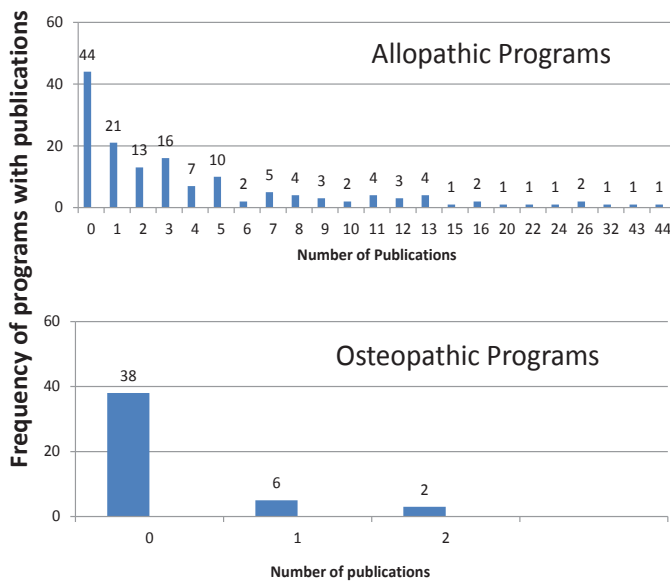 Frequency of programs with publications
Allopathic Programs
60
40
20
0
44 21 13 16 7 10 2 5 4 3 2 4 3 4 1 2 1 1 1 2 1 1 1
0 1 2 3 4 5 6 7 8 9 10 11 12 13 15 16 20 22 24 26 32 43 44
Number of Publications
Osteopathic Programs
60
40
20
0
38 6 2
0 1 2
Number of publications